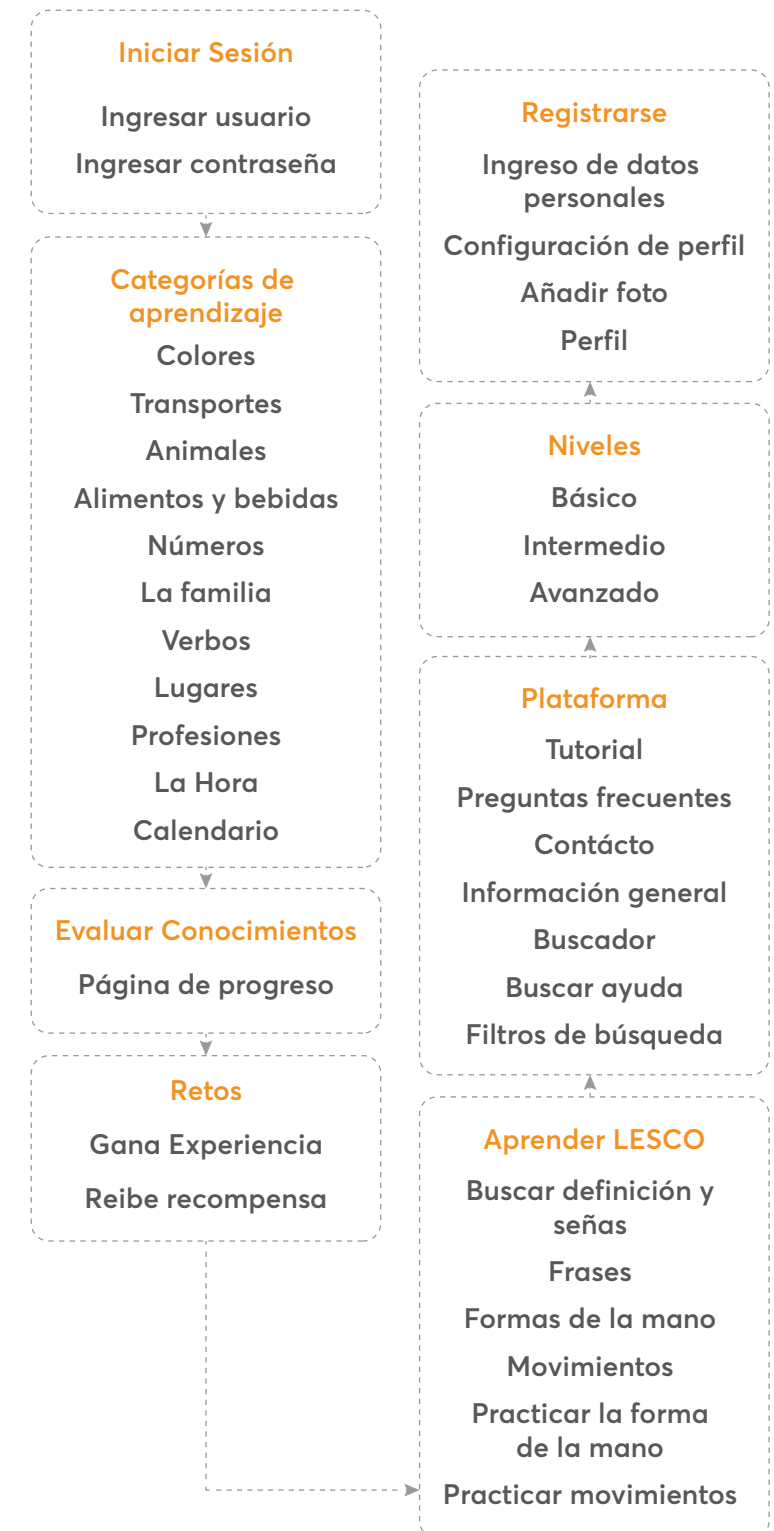 Iniciar Sesión
Ingresar usuario
Ingresar contraseña
Categorías de
aprendizaje
Colores
Transportes
Animales
Alimentos y bebidas
Números
La familia
Verbos
Lugares
Profesiones
La Hora
Calendario
Evaluar Conocimientos
Página de progreso
Retos
Gana Experiencia
Reibe recompensa
Aprender LESCO
Buscar definición y
señas
Frases
Formas de la mano
Movimientos
Practicar la forma
de la mano
Practicar movimientos
Plataforma
Tutorial
Preguntas frecuentes
Contácto
Información general
Buscador
Buscar ayuda
Filtros de búsqueda
Niveles
Básico
Intermedio
Avanzado
Registrarse
Ingreso de datos
personales
Configuración de perfil
Añadir foto
Perfil